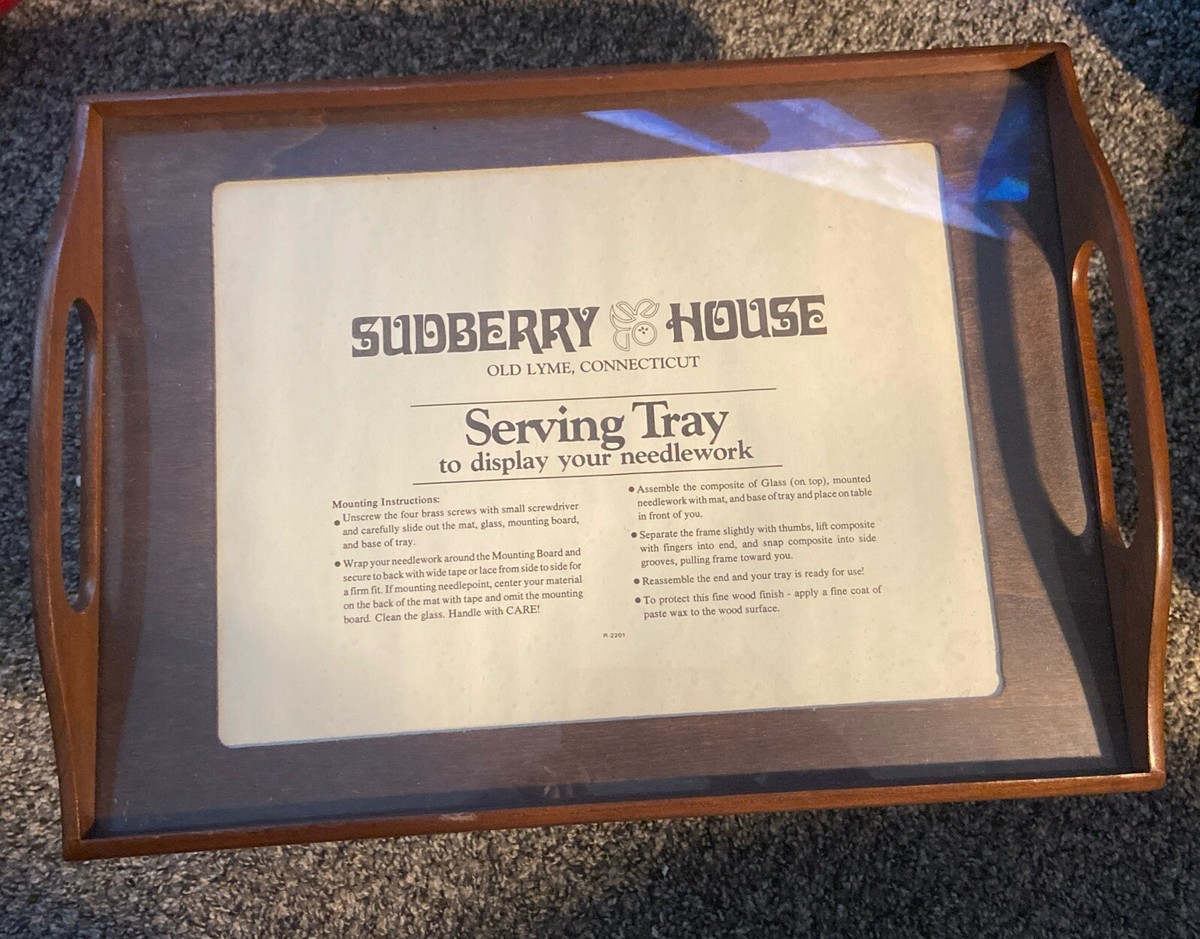 SUDBERRY HOUSE
OLD LYME, CONNECTICUT
Serving Tray
to display your needlework
Mounting Instructions:
● Unscrew the four brass screws with small screwdriver
and carefully slide out the mat, glass, mounting board,
and base of tray.
● Wrap your needlework around the Mounting Board and
secure to back with wide tape or lace from side to side for
a firm fit. If mounting needlepoint, center your material
on the back of the mat with tape and omit the mounting
board. Clean the glass. Handle with CARE!
● Assemble the composite of Glass (on top), mounted
needlework with mat, and base of tray and place on table
in front of you.
● Separate the frame slightly with thumbs, lift composite
with fingers into end, and snap composite into side
grooves, pulling frame toward you.
● Reassemble the end and your tray is ready for use!
● To protect this fine wood finish - apply a fine coat of
paste wax to the wood surface.
R-2201